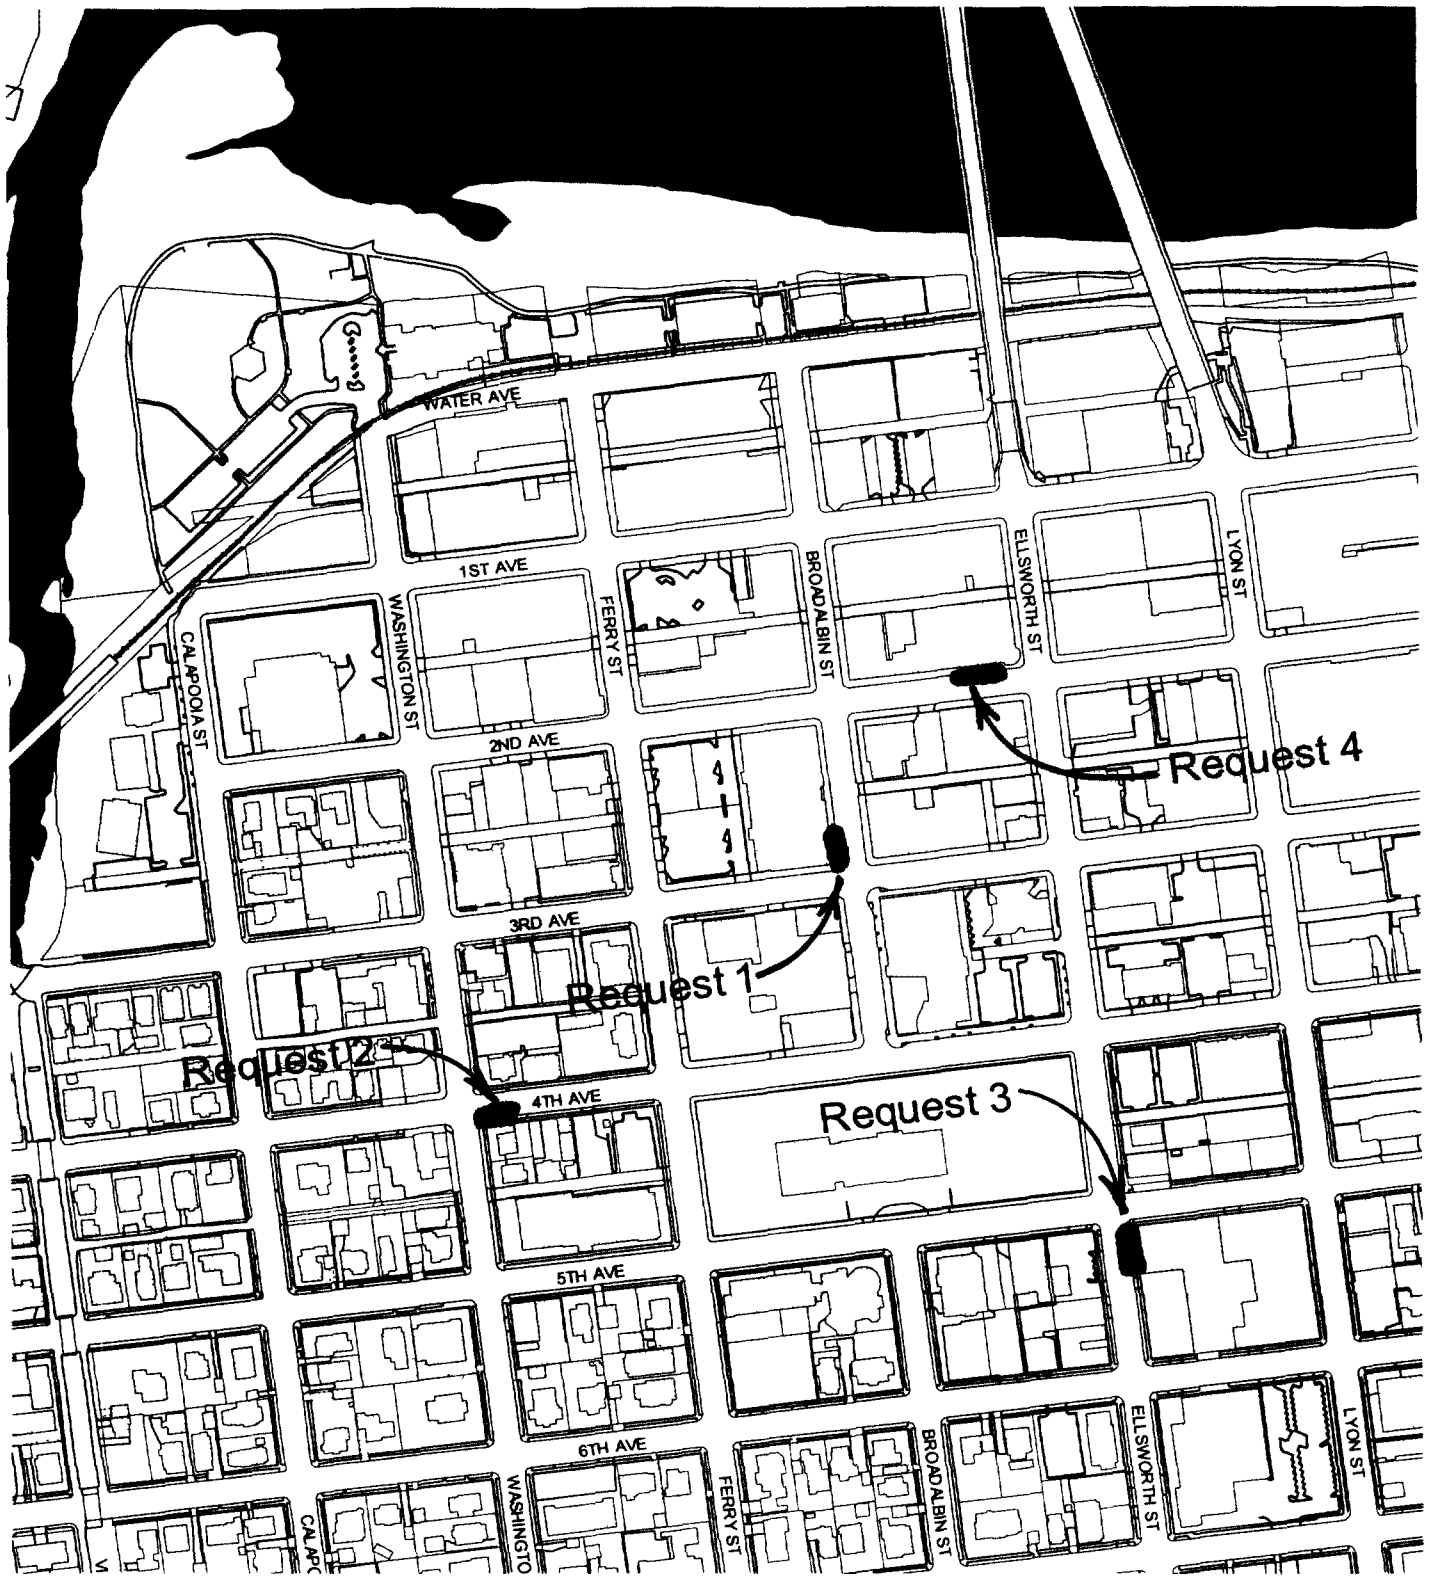 WATER AVE
1ST AVE
ELLSWORTH ST
LYON ST
BROADALBIN ST
FERRY ST
WASHINGTON ST
CALAPOOIA ST
2ND AVE
Request 4
3RD AVE
Request 1
Request 2
4TH AVE
Request 3
5TH AVE
6TH AVE
ELLSWORTH ST
LYON ST
BROADALBIN ST
FERRY ST
WASHINGTO
CALAPO
V